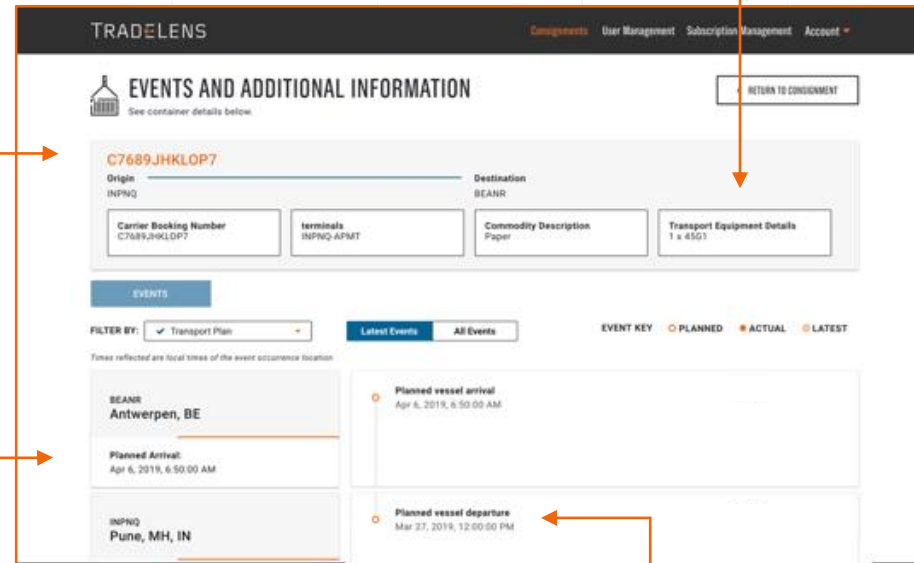 TRADELENS
Consignments User Management Subscription Management Account
EVENTS AND ADDITIONAL INFORMATION
RETURN TO CONSIGNMENT
See container details below.
C7689JHKLOP7
Origin Destination
INPNQ BEANR
Carrier Booking Number terminals Commodity Description Transport Equipment Details
C7689JHKLOP7 INPNQ-APMT Paper 1 x 45G1
EVENTS
FILTER BY: Transport Plan Latest Events All Events EVENT KEY PLANNED ACTUAL LATEST
Times reflected are local times of the event occurrence location
BEANR
Antwerpen, BE
Planned vessel arrival
Apr 6, 2019, 6:50:00 AM
Planned Arrival:
Apr 6, 2019, 6:50:00 AM
INPNQ
Pune, MH, IN
Planned vessel departure
Mar 27, 2019, 12:00:00 PM